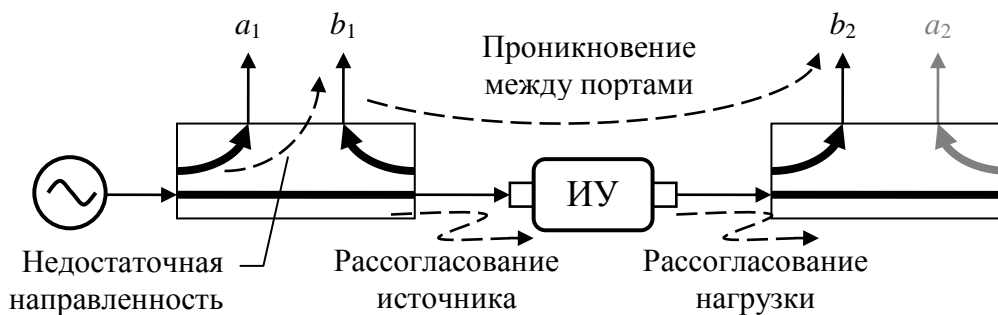 a1
b1
Проникновение
между портами
b2
a2
ИУ
Недостаточная
направленность
Рассогласование
источника
Рассогласование
нагрузки